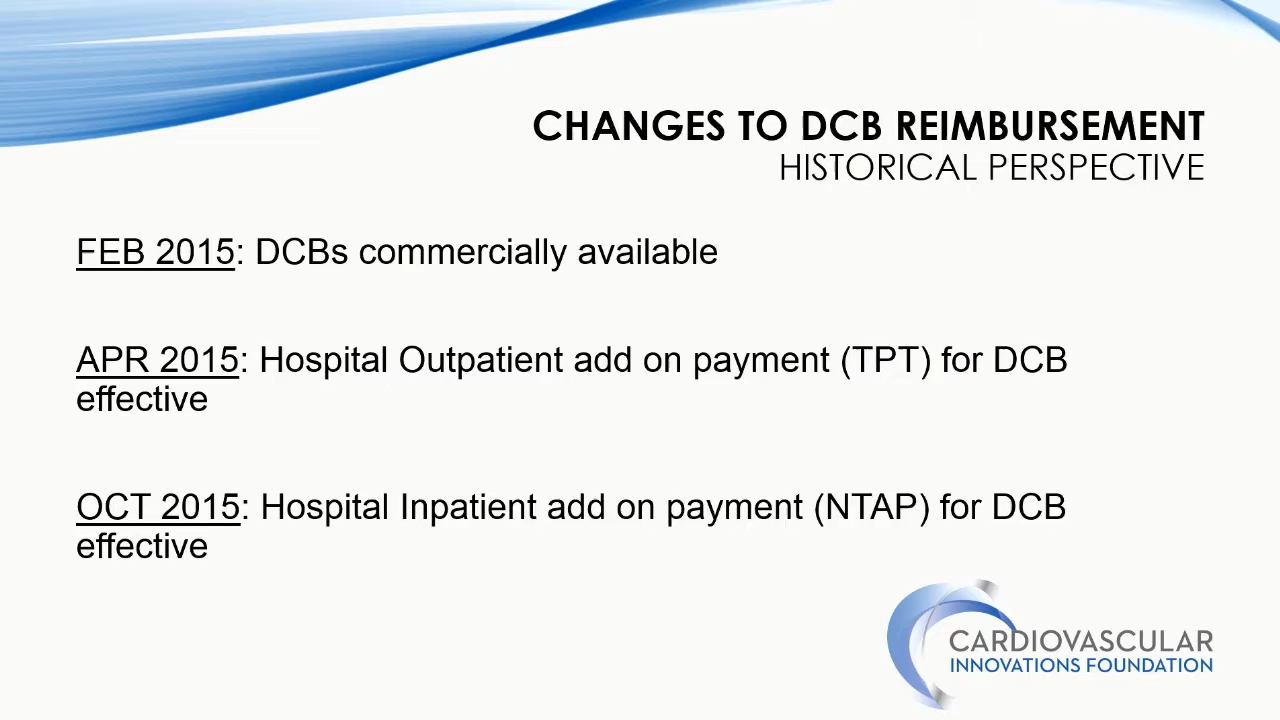 CHANGES TO DCB REIMBURSEMENT
HISTORICAL PERSPECTIVE
FEB 2015: DCBs commercially available
APR 2015: Hospital Outpatient add on payment (TPT) for DCB
effective
OCT 2015: Hospital Inpatient add on payment (NTAP) for DCB
effective
CARDIOVASCULAR
INNOVATIONS FOUNDATION